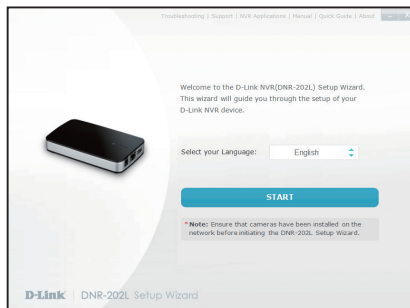 Troubleshooting | Support | NVR Applications | Manual | Quick Guide | About
Welcome to the D-Link NVR(DNR-202L) Setup Wizard.
This wizard will guide you through the setup of your
D-Link NVR device.
Select your Language: English
START
*Note: Ensure that cameras have been installed on the
network before initiating the DNR-202L Setup Wizard.
D-Link DNR-202L Setup Wizard